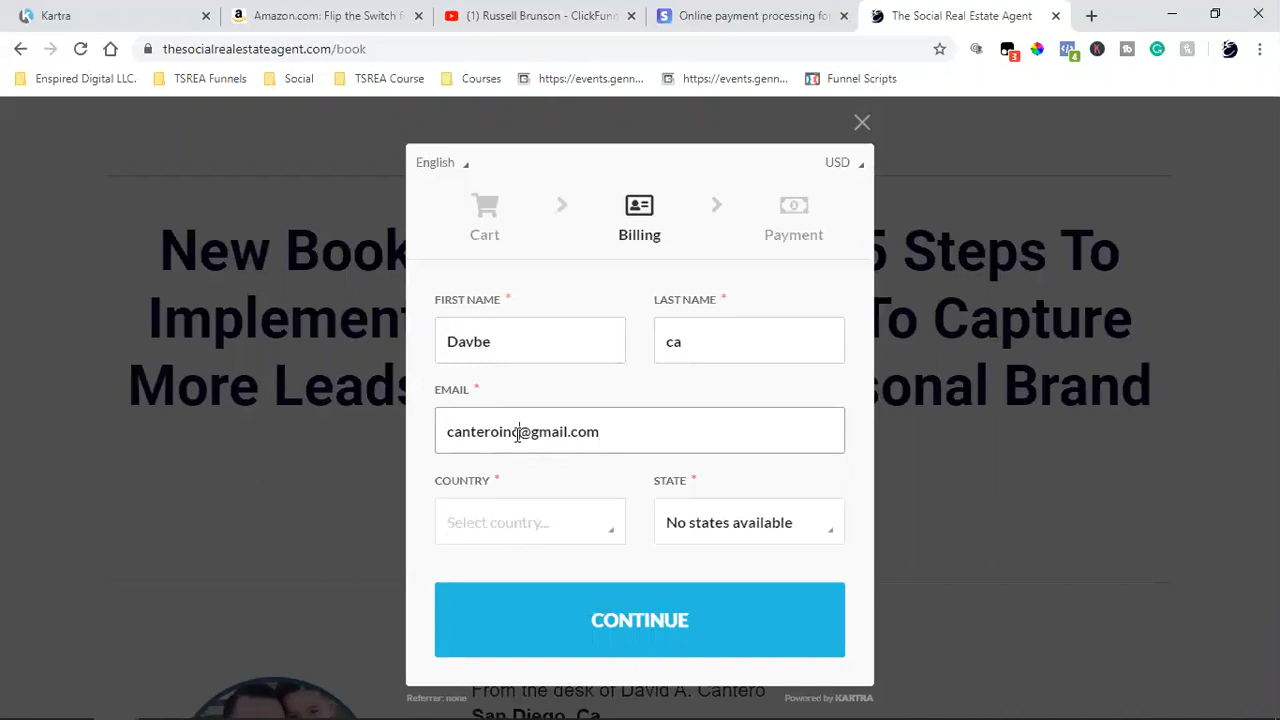 Kartra
Amazon.com: Flip the Switch
(1) Russell Brunson - ClickFun
Online payment processing fo
The Social Real Estate Agent
thesocialrealestateagent.com/book
3
4
Enspired Digital LLC.
TSREA Funnels
Social
TSREA Course
Courses
https://events.genn...
https://events.genn...
Funnel Scripts
English
USD
Cart
Billing
Payment
New Book
5 Steps To
Implement
To Capture
More Leads
sonal Brand
FIRST NAME *
LAST NAME *
Davbe
ca
EMAIL *
@gmail.com
COUNTRY *
STATE *
Select country...
No states available
CONTINUE
From the desk of David A. Cantero
San Diego, Ca
Referrer: none
Powered by KARTRA